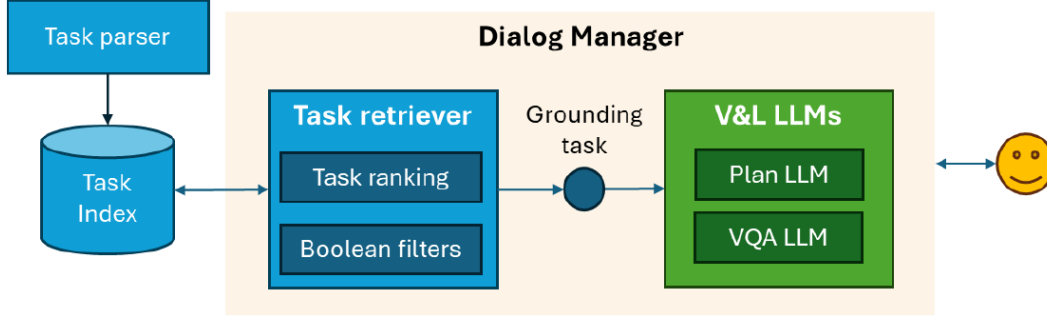 Task parser
Dialog Manager
Task retriever
Grounding
task
V&L LLMs
Task ranking
Plan LLM
Task
Index
Boolean filters
VQA LLM